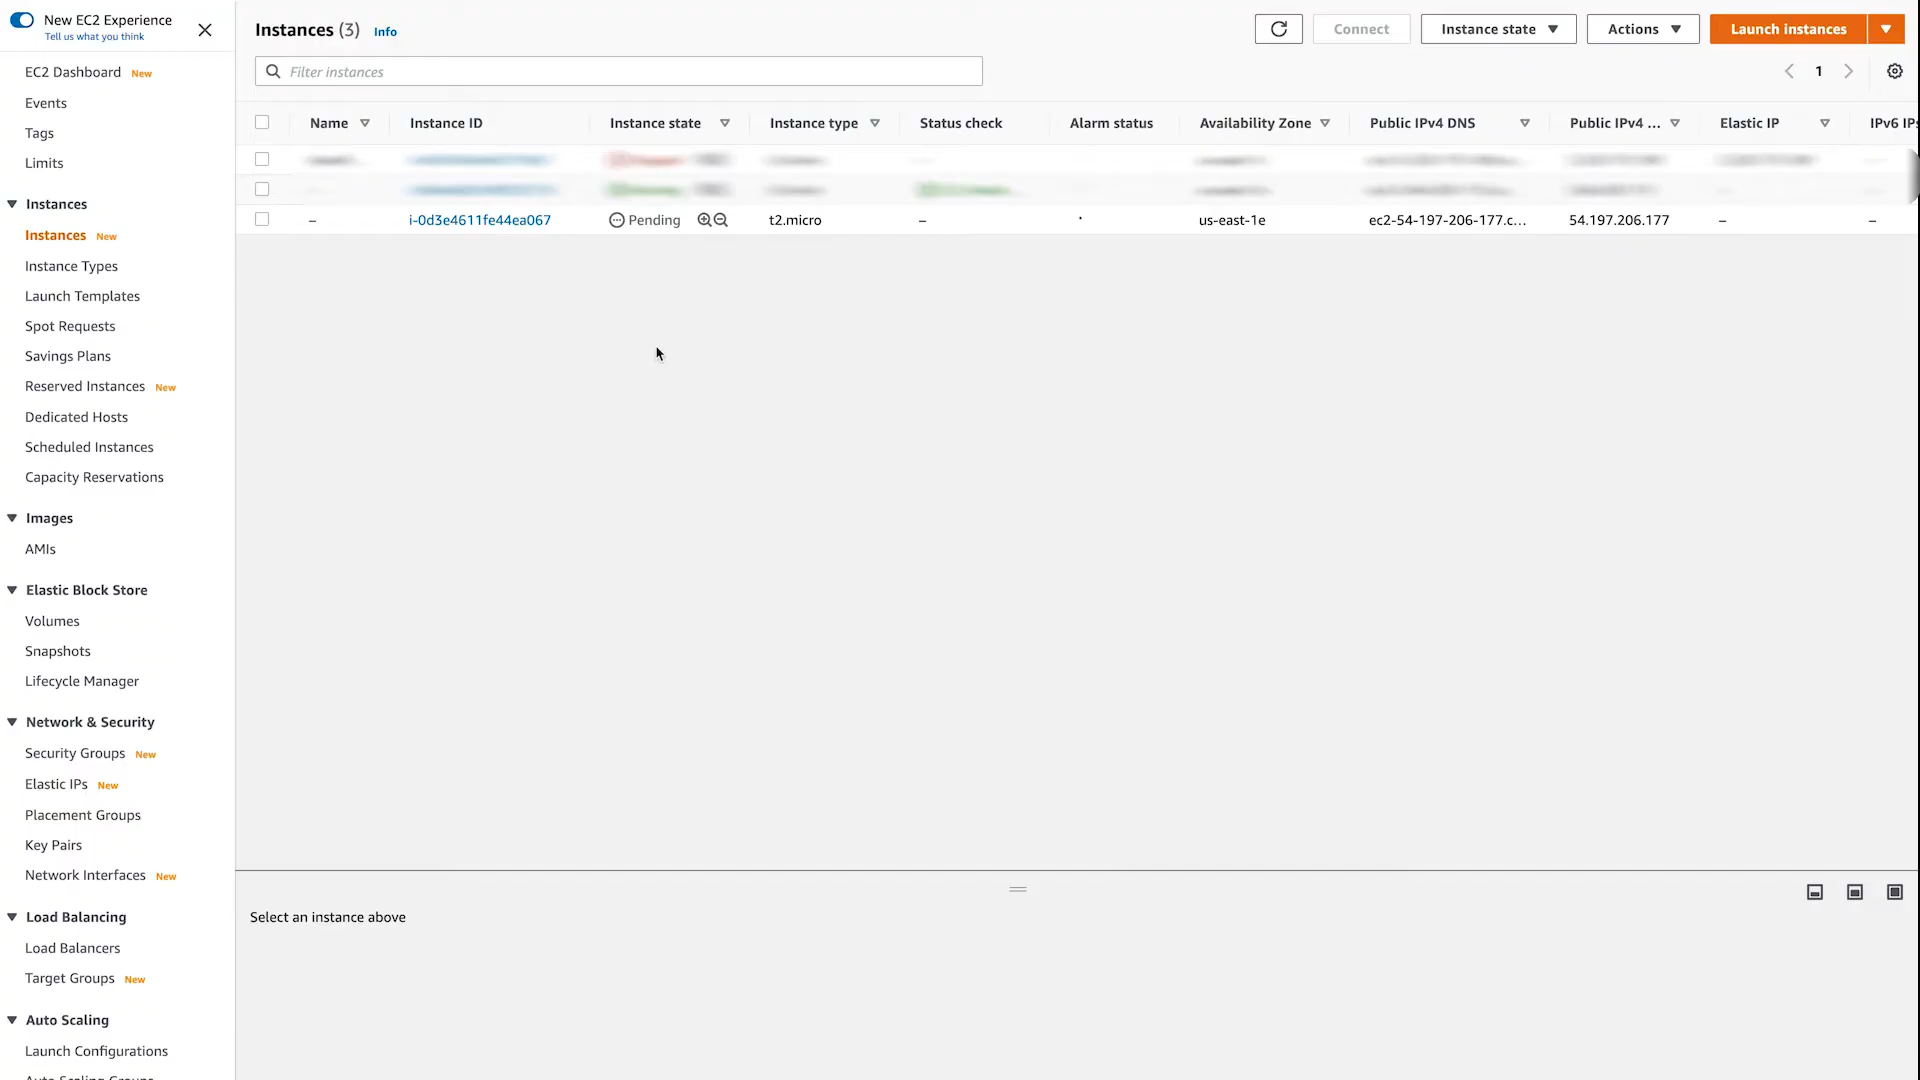 New EC2 Experience
Tell us what you think
EC2 Dashboard New
Events
Tags
Limits
Instances
Instances New
Instance Types
Launch Templates
Spot Requests
Savings Plans
Reserved Instances New
Dedicated Hosts
Scheduled Instances
Capacity Reservations
Images
AMIs
Elastic Block Store
Volumes
Snapshots
Lifecycle Manager
Network & Security
Security Groups New
Elastic IPs New
Placement Groups
Key Pairs
Network Interfaces New
Load Balancing
Load Balancers
Target Groups New
Auto Scaling
Launch Configurations
Auto Scaling Groups
Instances (3) Info
Connect Instance state Actions Launch instances
Filter instances
1
Name Instance ID Instance state Instance type Status check Alarm status Availability Zone Public IPv4 DNS Public IPv4 ... Elastic IP IPv6 IPs
– i-0d3e4611fe44ea067 Pending t2.micro – us-east-1e ec2-54-197-206-177.c... 54.197.206.177 – –
Select an instance above